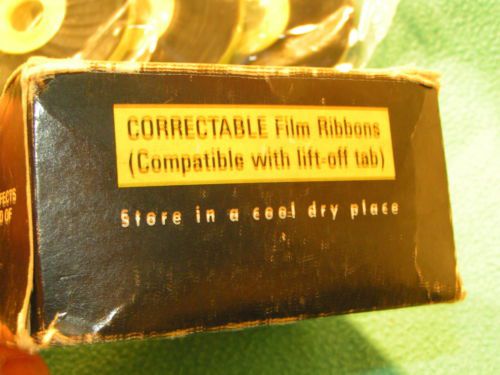 CORRECTABLE Film Ribbons
(Compatible with lift-off tab)
Store in a cool dry place